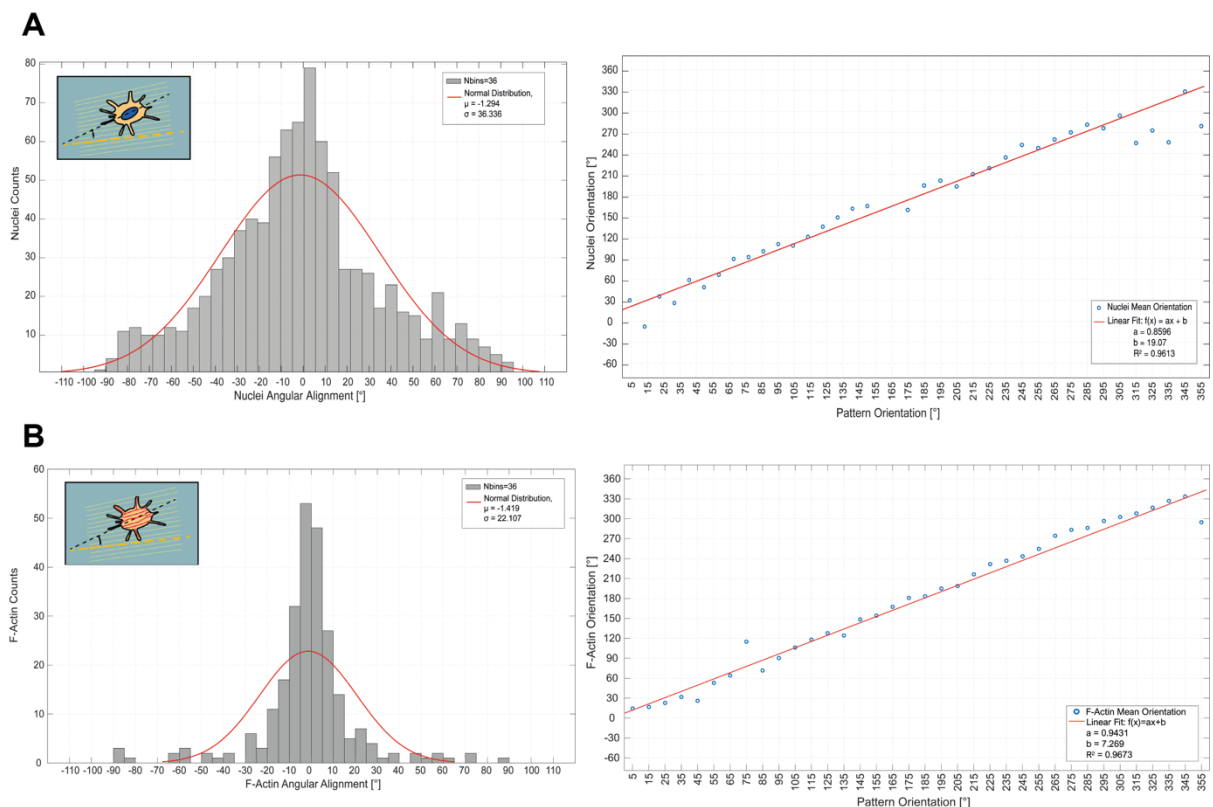 A
80
70
60
50
40
30
20
10
Nuclei Counts
Nbins=36
Normal Distribution,
μ = -1.294
σ = 36.336
-110 -100 -90 -80 -70 -60 -50 -40 -30 -20 -10 0 10 20 30 40 50 60 70 80 90 100 110
Nuclei Angular Alignment [°]
360
330
300
270
240
210
180
150
120
90
60
30
0
-30
-60
Nuclei Orientation [°]
Nuclei Mean Orientation
Linear Fit: f(x) = ax + b
a = 0.8596
b = 19.07
R² = 0.9613
5 15 25 35 45 55 65 75 85 95 105 115 125 135 145 155 165 175 185 195 205 215 225 235 245 255 265 275 285 295 305 315 325 335 345 355
Pattern Orientation [°]
B
60
50
40
30
20
10
0
F-Actin Counts
Nbins=36
Normal Distribution,
μ = -1.419
σ = 22.107
-110 -100 -90 -80 -70 -60 -50 -40 -30 -20 -10 0 10 20 30 40 50 60 70 80 90 100 110
F-Actin Angular Alignment [°]
360
330
300
270
240
210
180
150
120
90
60
30
0
-30
-60
F-Actin Orientation [°]
F-Actin Mean Orientation
Linear Fit: f(x)=ax+b
a = 0.9431
b = 7.269
R² = 0.9673
5 15 25 35 45 55 65 75 85 95 105 115 125 135 145 155 165 175 185 195 205 215 225 235 245 255 265 275 285 295 305 315 325 335 345 355
Pattern Orientation [°]